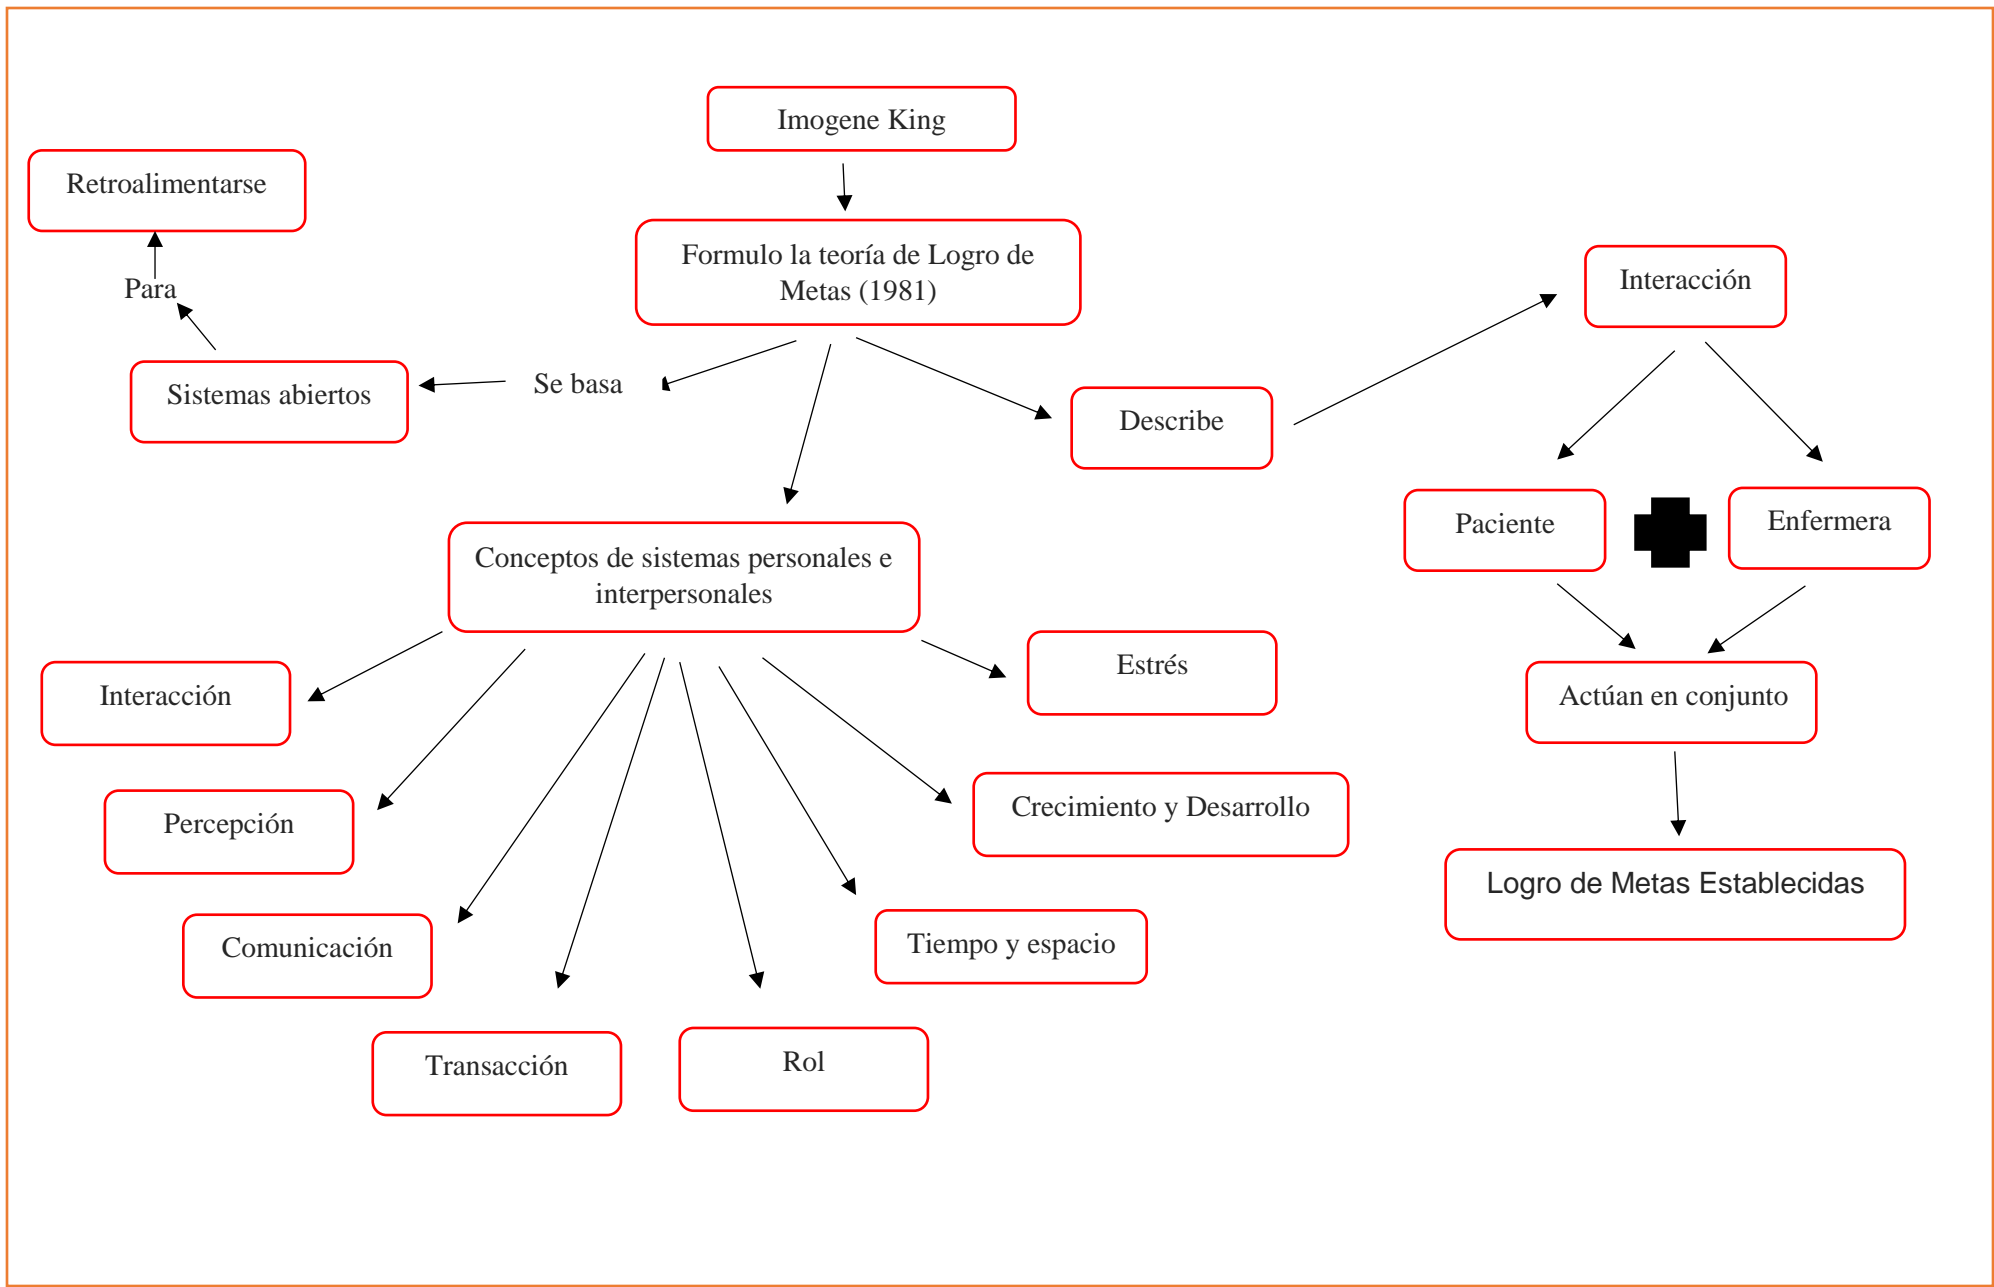 Imogene King
Retroalimentarse
Formulo la teoría de Logro de
Metas (1981)
Interacción
Para
Sistemas abiertos
Se basa
Describe
Paciente
Enfermera
Conceptos de sistemas personales e
interpersonales
Estrés
Interacción
Actúan en conjunto
Percepción
Crecimiento y Desarrollo
Logro de Metas Establecidas
Comunicación
Tiempo y espacio
Transacción
Rol